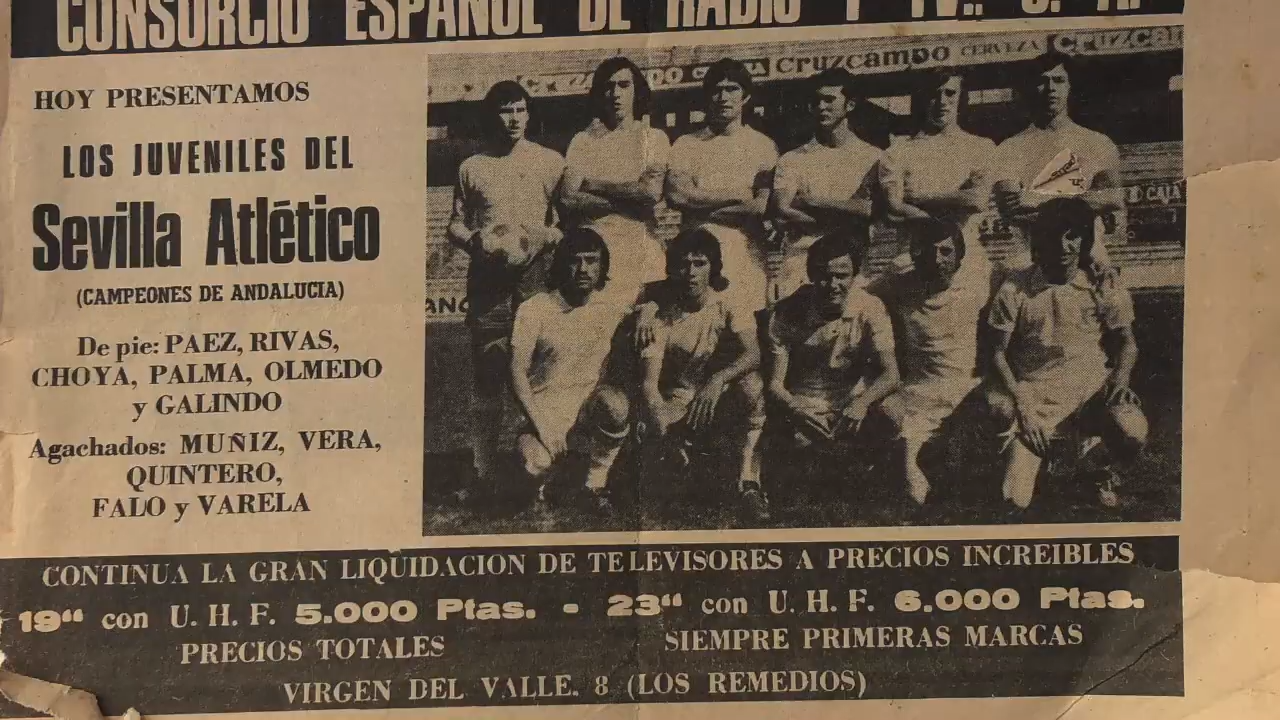 CONSORCIO ESPAÑOL DE RADIO Y TV., S. A.
HOY PRESENTAMOS
LOS JUVENILES DEL
Sevilla Atlético
(CAMPEONES DE ANDALUCIA)
De pie: PAEZ, RIVAS,
CHOYA, PALMA, OLMEDO
y GALINDO
Agachados: MUÑIZ, VERA,
QUINTERO,
FALO y VARELA
Cruzcampo CERVEZA Cruzcam
CAJA
CONTINUA LA GRAN LIQUIDACION DE TELEVISORES A PRECIOS INCREIBLES
19" con U. H. F. 5.000 Ptas. - 23" con U. H. F. 6.000 Ptas.
PRECIOS TOTALES
SIEMPRE PRIMERAS MARCAS
VIRGEN DEL VALLE. 8 (LOS REMEDIOS)